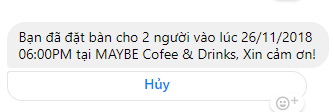 Bạn đã đặt bàn cho 2 người vào lúc 26/11/2018
06:00PM tại MAYBE Cofee & Drinks, Xin cảm ơn!
Hủy